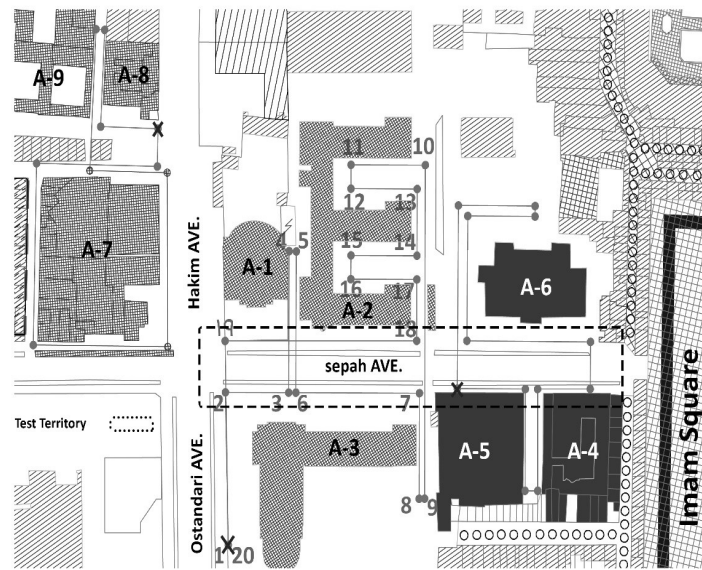 A-9
A-8
11
10
12
13
A-7
Hakim AVE.
4 5
15
14
A-1
16
17
A-6
A-2
19
18
sepah AVE.
2
3
6
7
Test Territory
Ostandari AVE.
A-3
A-5
A-4
Imam Square
8
9
1
20